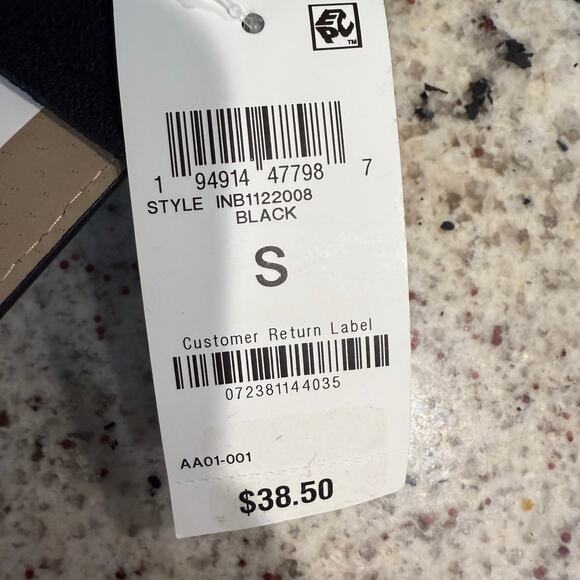 EPC
TM
1 94914 47798 7
STYLE INB1122008
BLACK
S
Customer Return Label
072381144035
AA01-001
$38.50